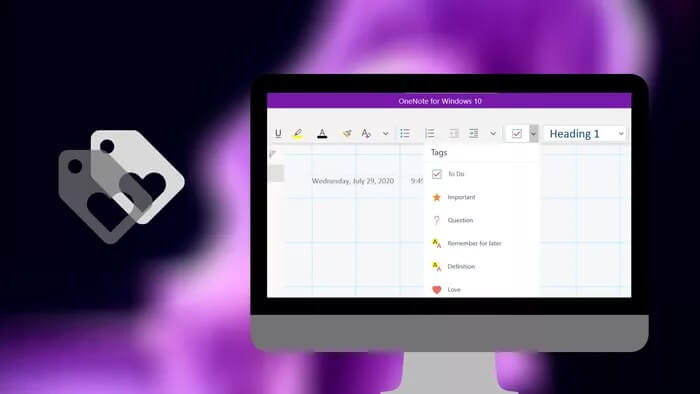 OneNote for Windows 10
U A A Heading 1
Tags
Wednesday, July 29, 2020 9:45
To Do
Important
Question
Remember for later
Definition
Love